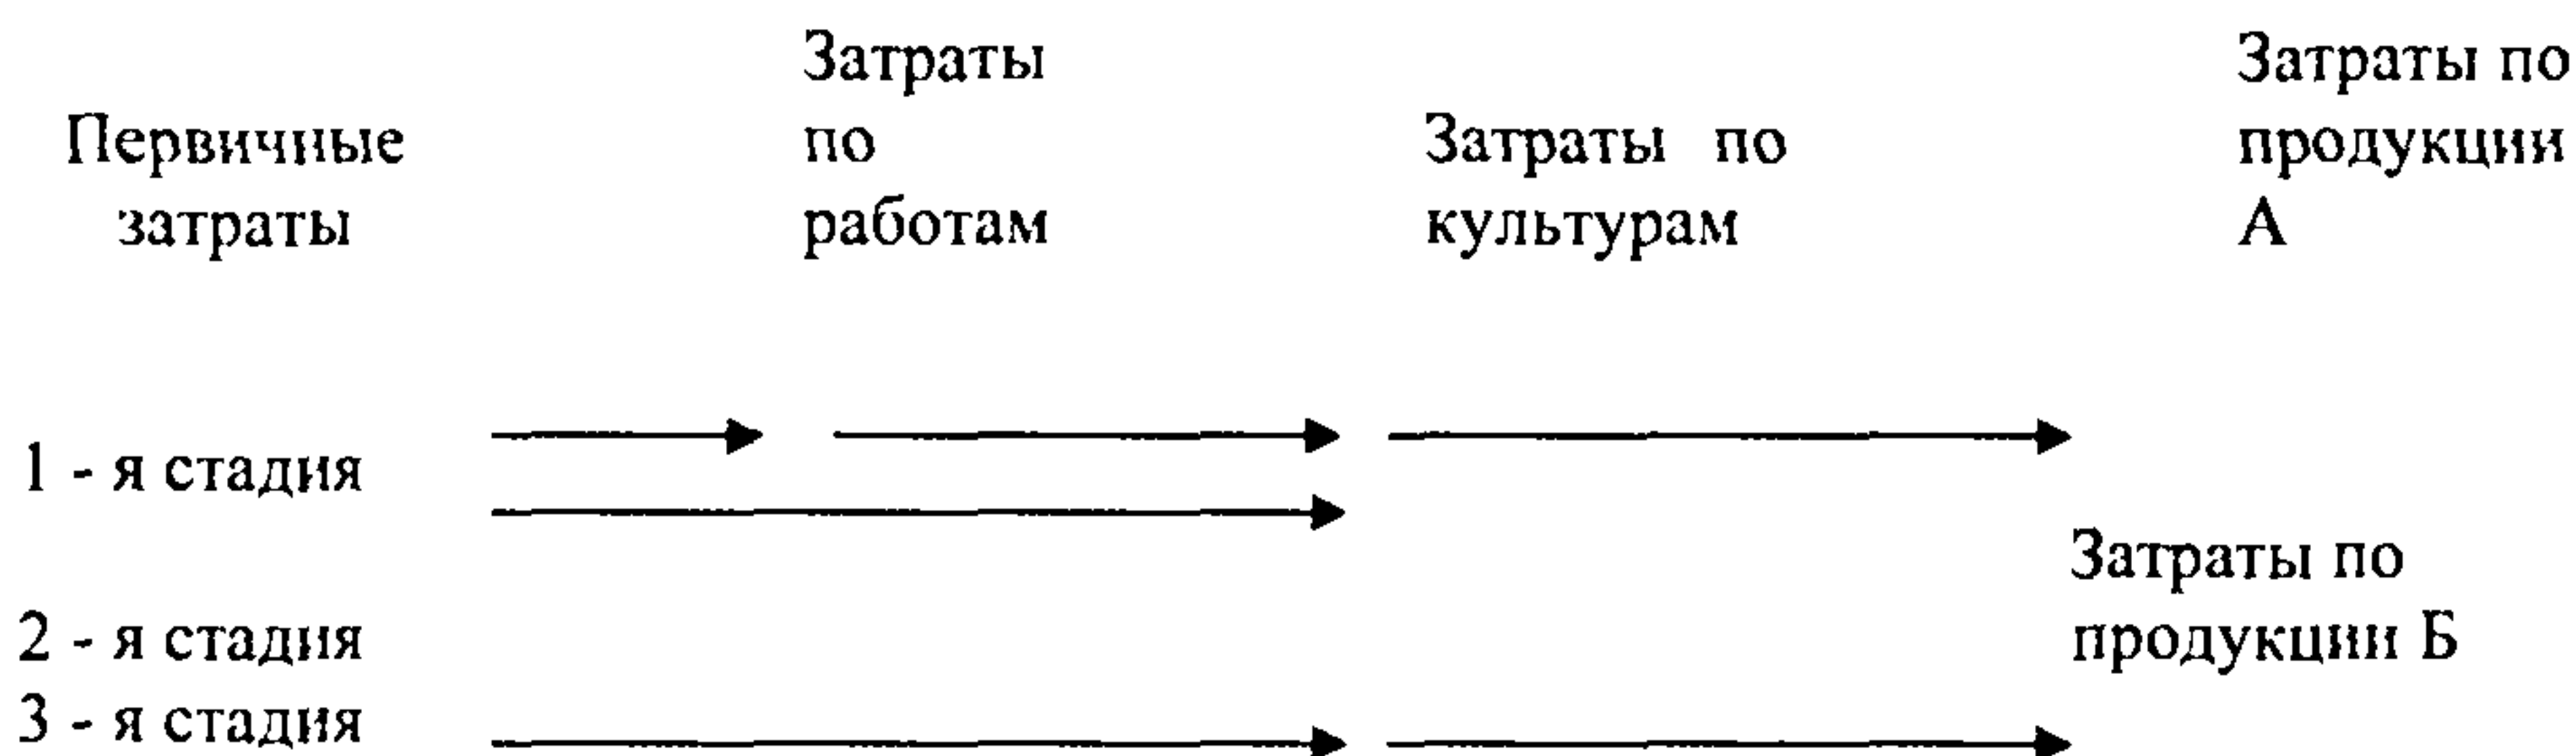 Первичные
затраты
Затраты
по
работам
Затраты по
культурам
Затраты по
продукции
А
1 - я стадия
Затраты по
продукции Б
2 - я стадия
3 - я стадия